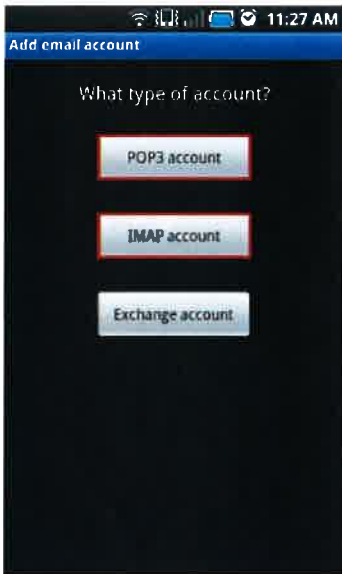 11:27 AM
Add email account
What type of account?
POP3 account
IMAP account
Exchange account